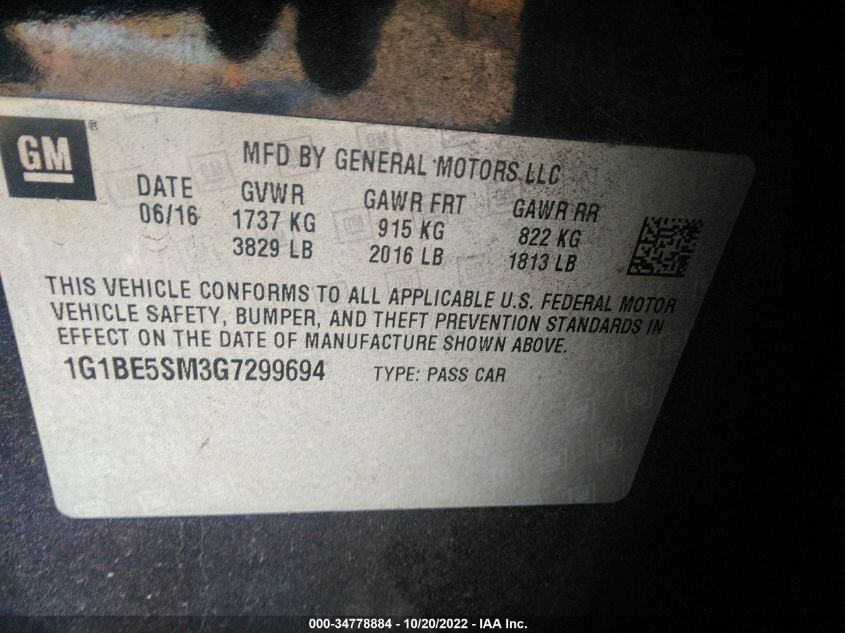 GM®
MFD BY GENERAL MOTORS LLC
DATE GVWR GAWR FRT GAWR RR
06/16 1737 KG 915 KG 822 KG
3829 LB 2016 LB 1813 LB
THIS VEHICLE CONFORMS TO ALL APPLICABLE U.S. FEDERAL MOTOR
VEHICLE SAFETY, BUMPER, AND THEFT PREVENTION STANDARDS IN
EFFECT ON THE DATE OF MANUFACTURE SHOWN ABOVE.
1G1BE5SM3G7299694 TYPE: PASS CAR
000-34778884 - 10/20/2022 - IAA Inc.